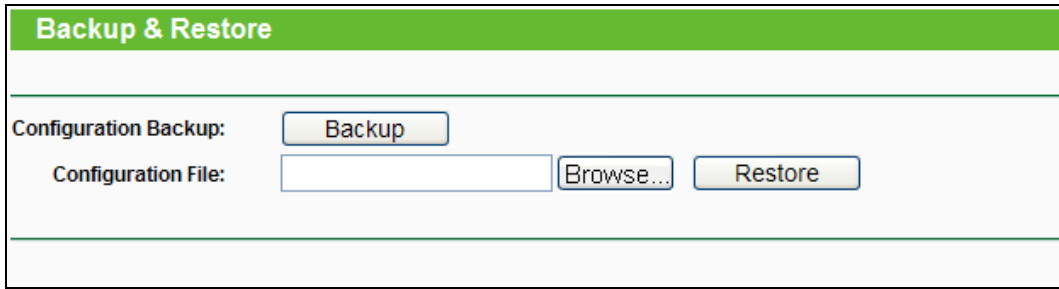 Backup & Restore
Configuration Backup: Backup
Configuration File: Browse... Restore